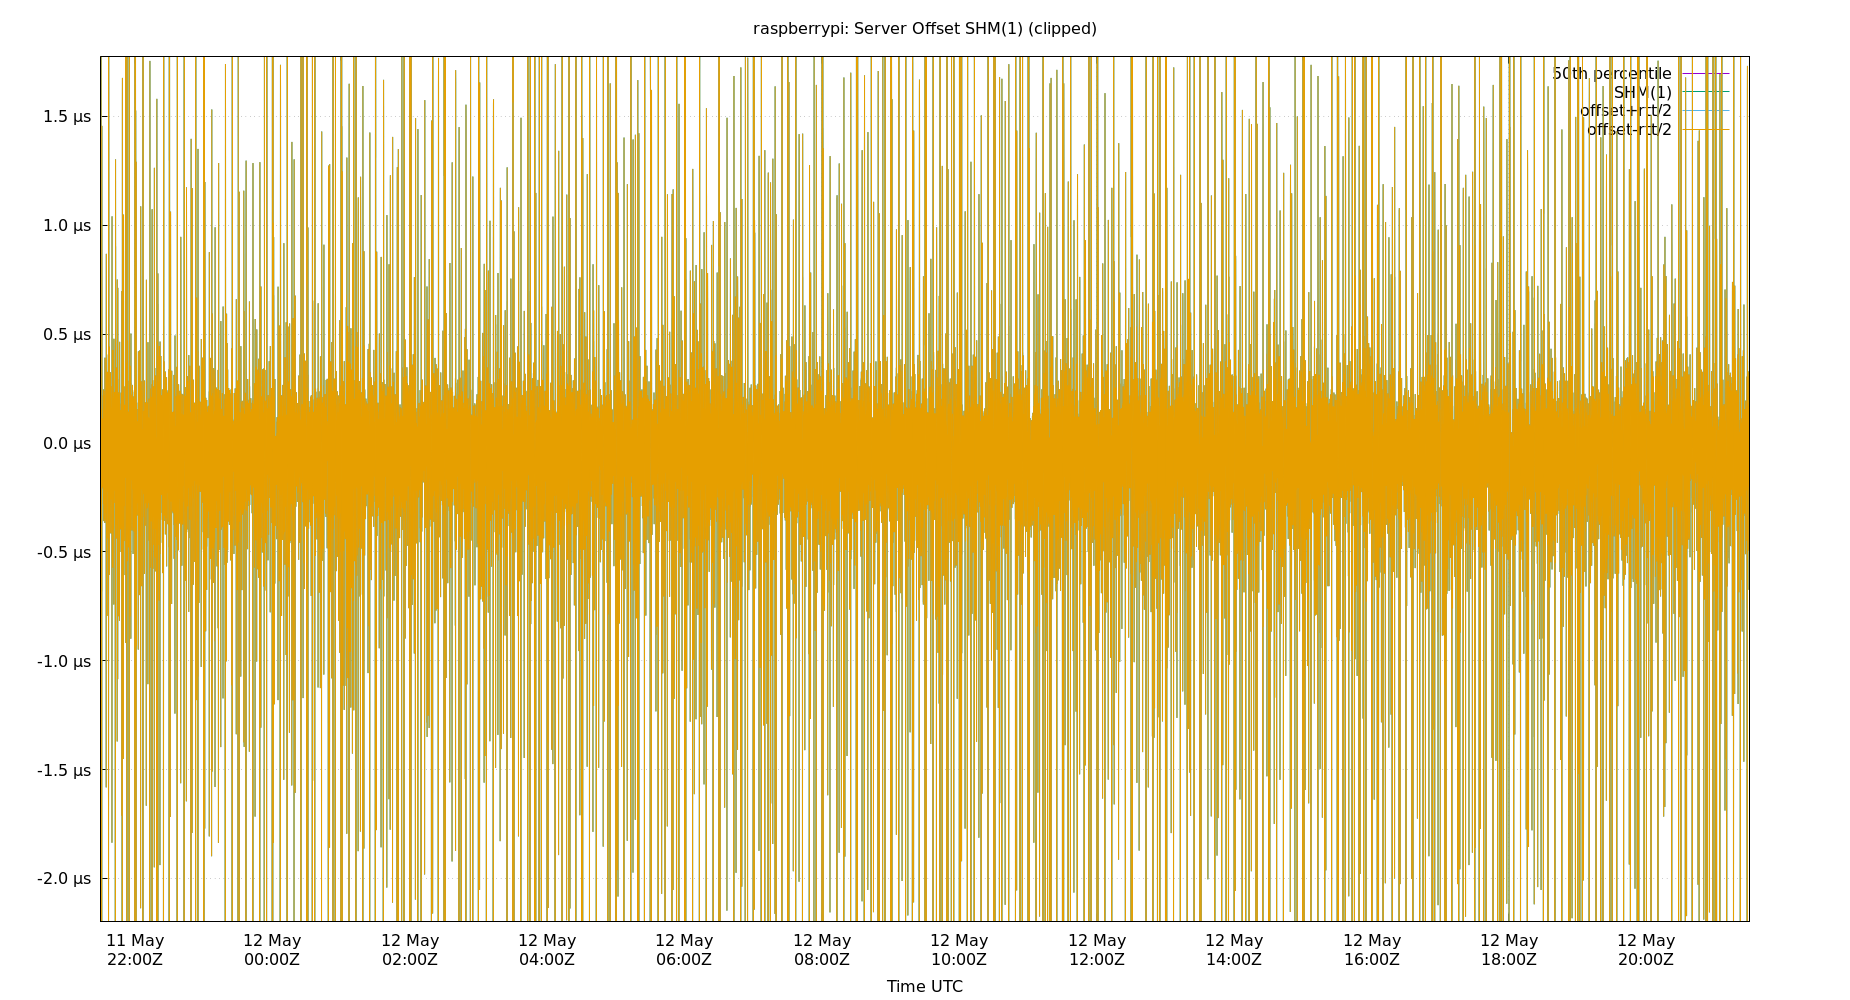 raspberrypi: Server Offset SHM(1) (clipped)
50th percentile
SHM(1)
offset+rtt/2
offset-rtt/2
1.5 µs
1.0 µs
0.5 µs
0.0 µs
-0.5 µs
-1.0 µs
-1.5 µs
-2.0 µs
11 May 12 May 12 May 12 May 12 May 12 May 12 May 12 May 12 May 12 May 12 May 12 May
22:00Z 00:00Z 02:00Z 04:00Z 06:00Z 08:00Z 10:00Z 12:00Z 14:00Z 16:00Z 18:00Z 20:00Z
Time UTC